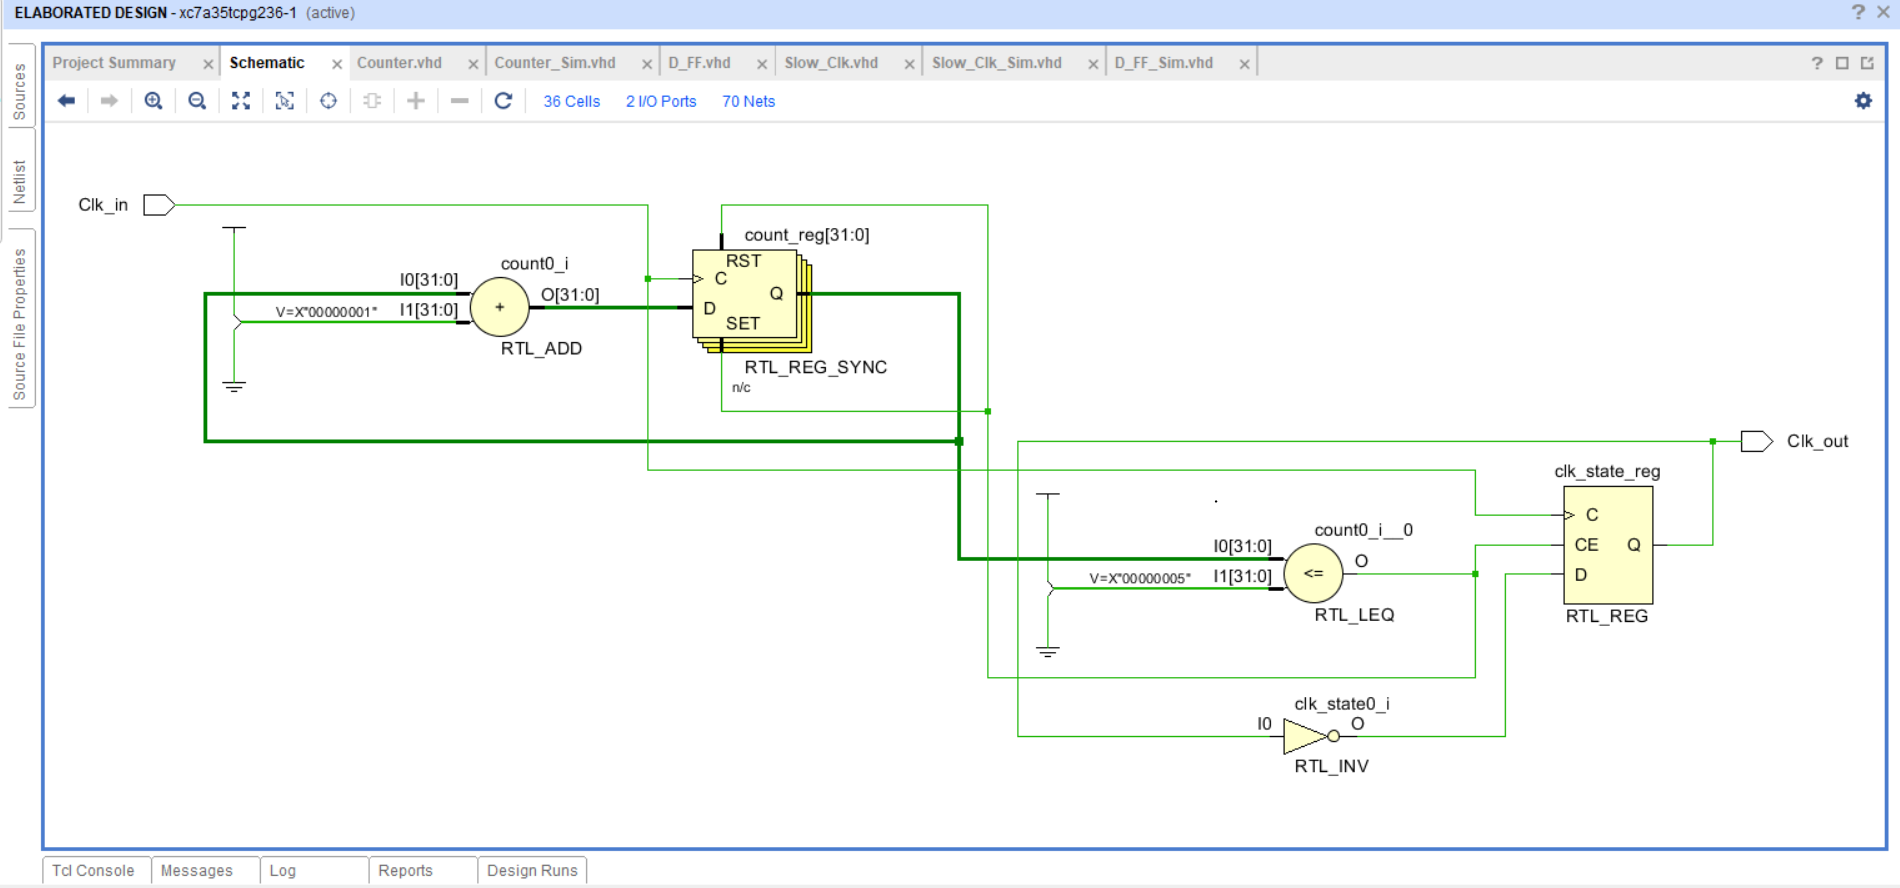 ELABORATED DESIGN - xc7a35tcpg236-1 (active)
Sources
Netlist
Source File Properties
Project Summary
Schematic
Counter.vhd
Counter_Sim.vhd
D_FF.vhd
Slow_Clk.vhd
Slow_Clk_Sim.vhd
D_FF_Sim.vhd
36 Cells
2 I/O Ports
70 Nets
Clk_in
count0_i
I0[31:0]
I1[31:0]
V=X"00000001"
+
O[31:0]
RTL_ADD
count_reg[31:0]
RST
C
D
Q
SET
RTL_REG_SYNC
n/c
Clk_out
clk_state_reg
C
CE
D
Q
RTL_REG
count0_i__0
I0[31:0]
I1[31:0]
V=X"00000005"
<=
O
RTL_LEQ
clk_state0_i
I0
O
RTL_INV
Tcl Console
Messages
Log
Reports
Design Runs